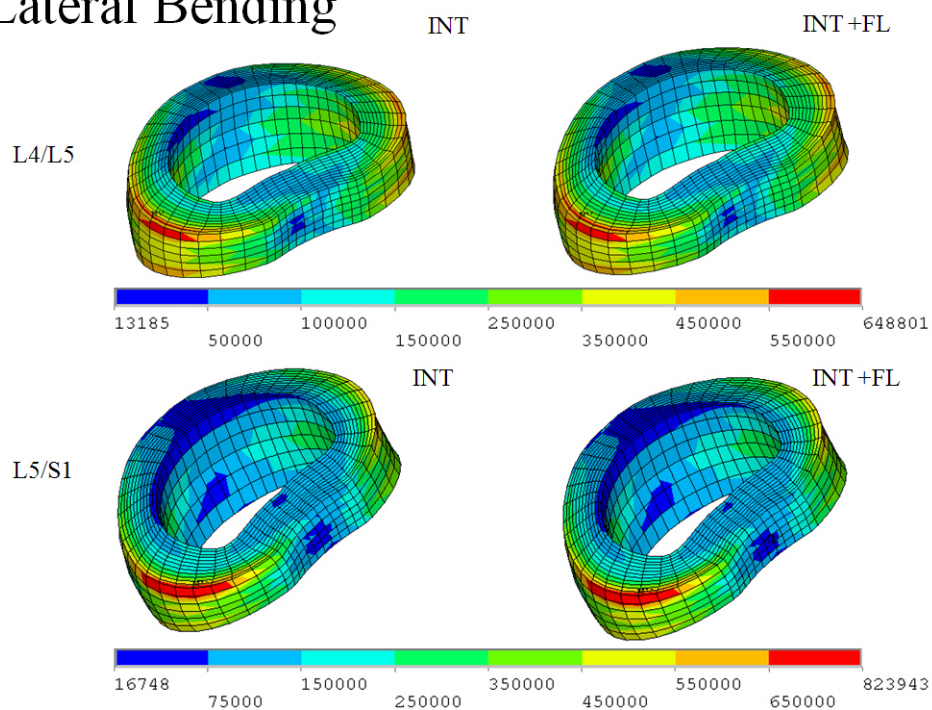 Lateral Bending
INT
INT +FL
L4/L5
13185 100000 250000 450000 648801
50000 150000 350000 550000
INT
INT +FL
L5/S1
16748 150000 350000 550000 823943
75000 250000 450000 650000